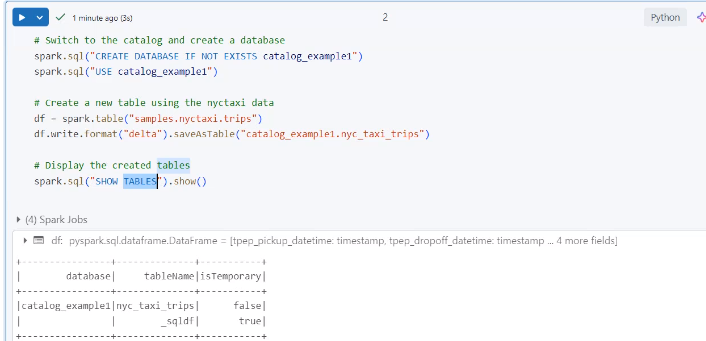 1 minute ago (3s)
2
Python
# Switch to the catalog and create a database
spark.sql("CREATE DATABASE IF NOT EXISTS catalog_example1")
spark.sql("USE catalog_example1")
# Create a new table using the nyctaxi data
df = spark.table("samples.nyctaxi.trips")
df.write.format("delta").saveAsTable("catalog_example1.nyc_taxi_trips")
# Display the created tables
spark.sql("SHOW TABLES").show()
(4) Spark Jobs
df: pyspark.sql.dataframe.DataFrame = [tpep_pickup_datetime: timestamp, tpep_dropoff_datetime: timestamp ... 4 more fields]
+----------------+--------------+-----------+
|        database|     tableName|isTemporary|
+----------------+--------------+-----------+
|catalog_example1|nyc_taxi_trips|      false|
|                |        _sqldf|       true|
+----------------+--------------+-----------+